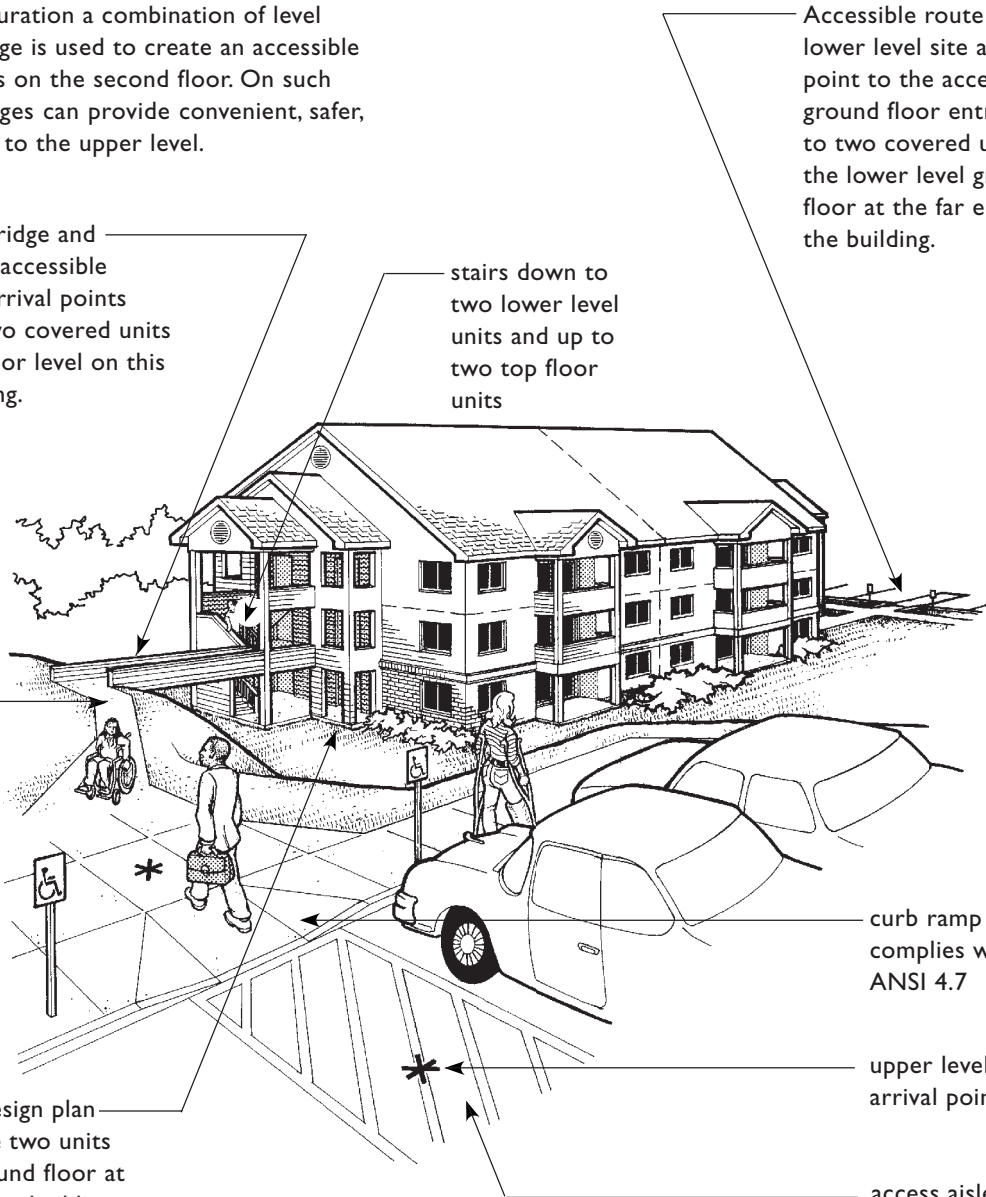 uration a combination of level
ge is used to create an accessible
s on the second floor. On such
ges can provide convenient, safer,
to the upper level.
Accessible route
lower level site a
point to the acce
ground floor entr
to two covered u
the lower level g
floor at the far e
the building.
ridge and
accessible
rrival points
vo covered units
or level on this
ng.
stairs down to
two lower level
units and up to
two top floor
units
curb ramp
complies w
ANSI 4.7
upper level
arrival poin
esign plan
e two units
und floor at
access aisle